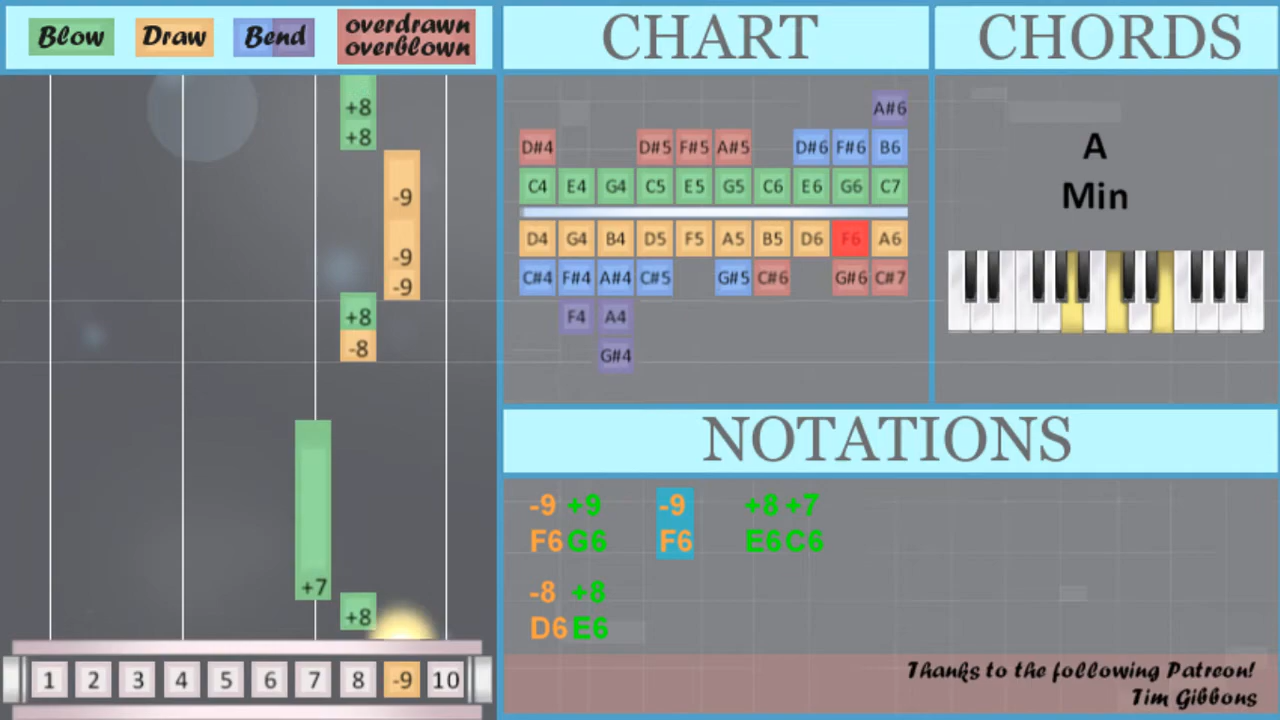 Blow Draw Bend overdrawn
overblown
CHART
CHORDS
+8
+8
-9
-9
-9
+8
-8
+7
+8
1 2 3 4 5 6 7 8 -9 10
A#6
D#4 D#5 F#5 A#5 D#6 F#6 B6
C4 E4 G4 C5 E5 G5 C6 E6 G6 C7
D4 G4 B4 D5 F5 A5 B5 D6 F6 A6
C#4 F#4 A#4 C#5 G#5 C#6 G#6 C#7
F4 A4
G#4
A
Min
NOTATIONS
-9 +9 -9 +8 +7
F6 G6 F6 E6 C6
-8 +8
D6 E6
Thanks to the following Patreon!
Tim Gibbons